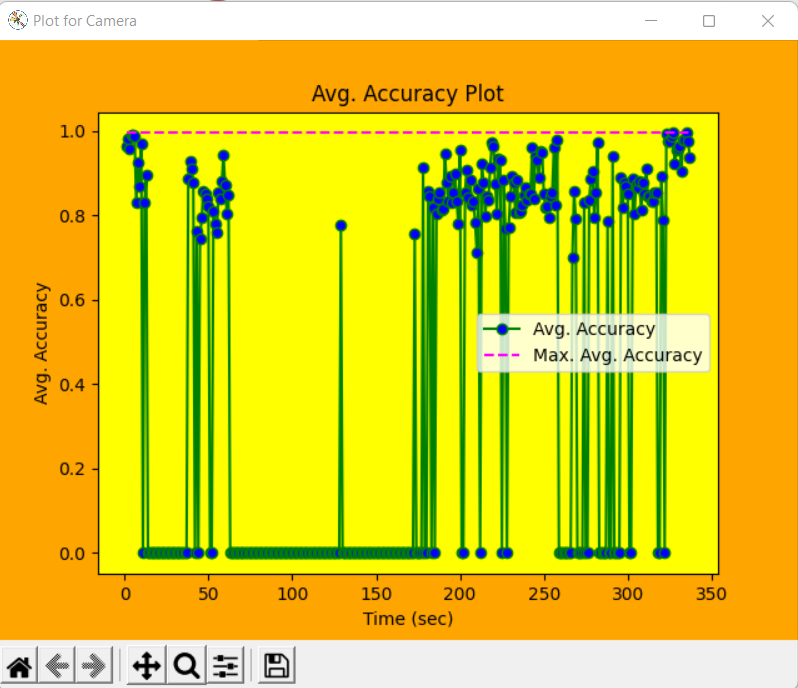 Plot for Camera
Avg. Accuracy Plot
1.0
0.8
0.6
0.4
0.2
0.0
Avg. Accuracy
Avg. Accuracy
Max. Avg. Accuracy
0 50 100 150 200 250 300 350
Time (sec)